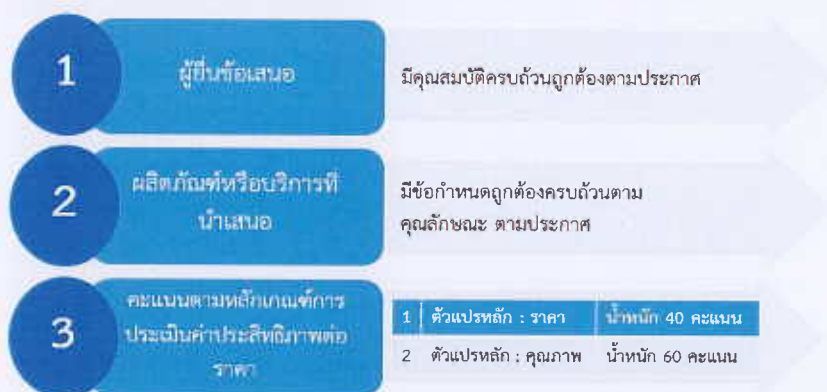 1
ผู้ยื่นข้อเสนอ
มีคุณสมบัติครบถ้วนถูกต้องตามประกาศ
2
ผลิตภัณฑ์หรือบริการที่
นำเสนอ
มีข้อกำหนดถูกต้องครบถ้วนตาม
คุณลักษณะ ตามประกาศ
3
คะแนนตามหลักเกณฑ์การ
ประเมินค่าประสิทธิภาพต่อ
ราคา
1 ตัวแปรหลัก : ราคา น้ำหนัก 40 คะแนน
2 ตัวแปรหลัก : คุณภาพ น้ำหนัก 60 คะแนน